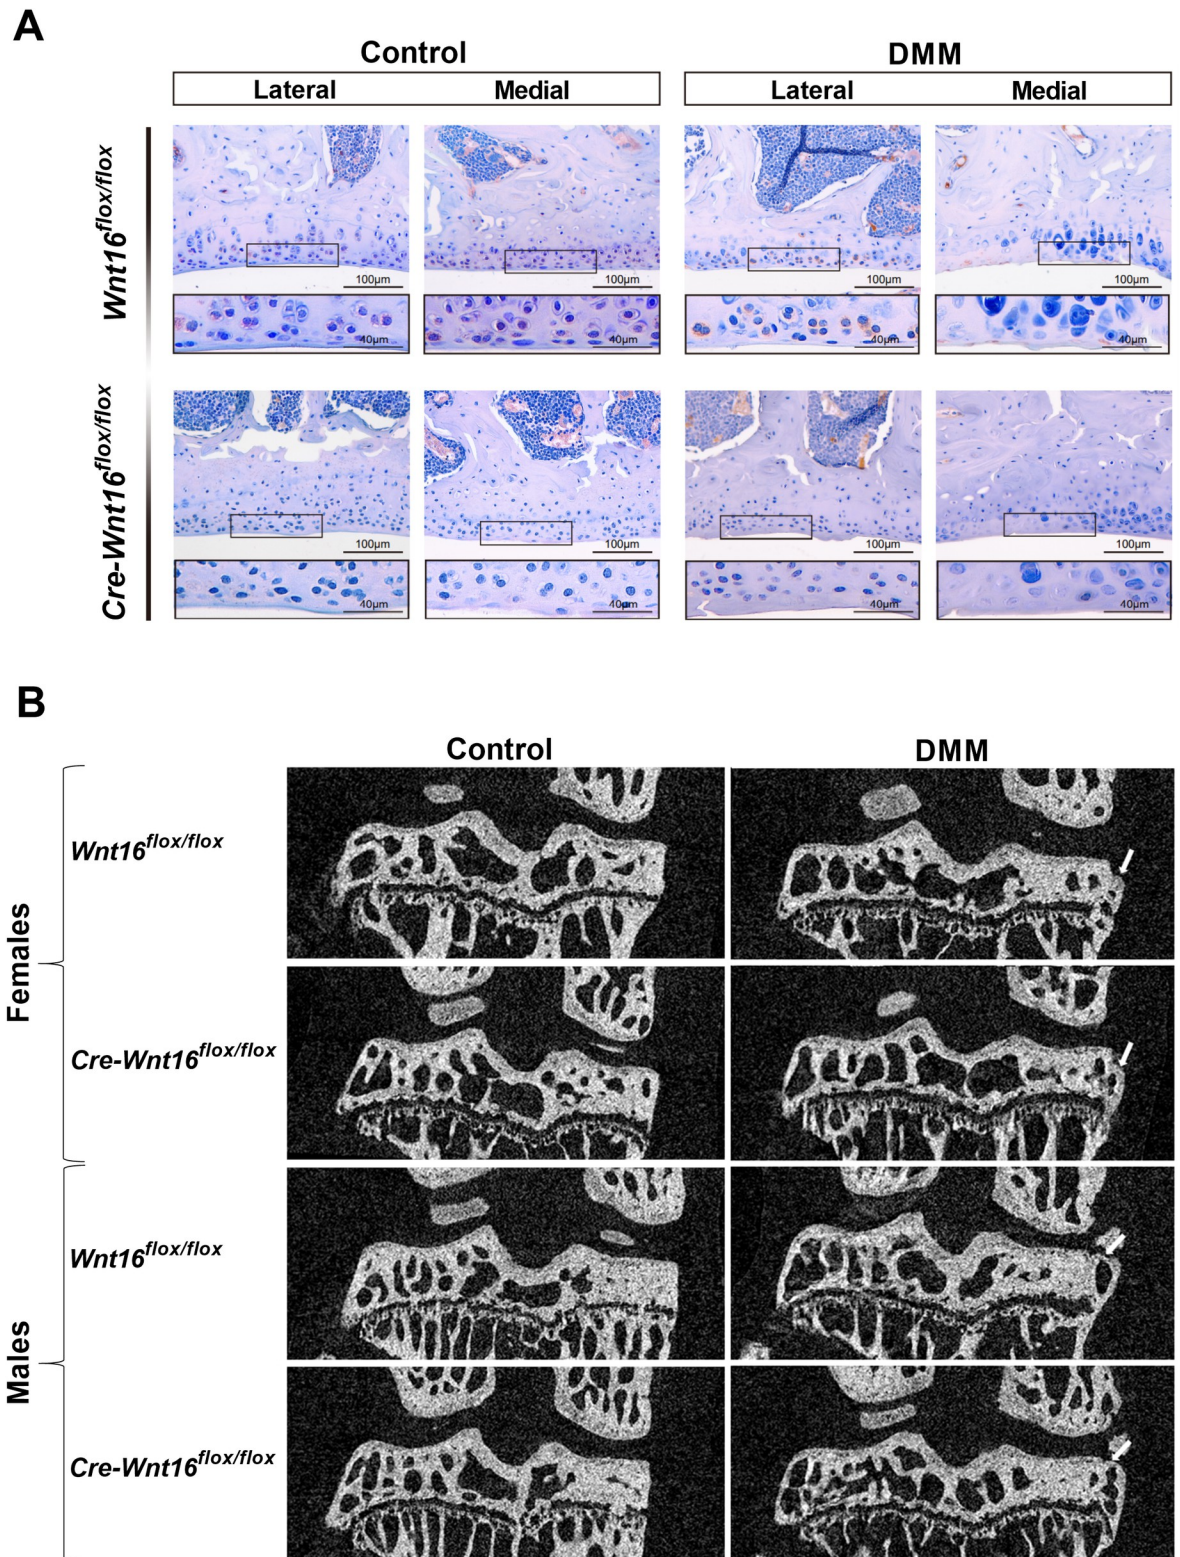 A
Control DMM
Lateral Medial Lateral Medial
Wnt16flox/flox
100µm 100µm 100µm 100µm
40µm 40µm 40µm 40µm
Cre-Wnt16flox/flox
100µm 100µm 100µm 100µm
40µm 40µm 40µm 40µm
B
Control DMM
Females
Wnt16flox/flox
Cre-Wnt16flox/flox
Males
Wnt16flox/flox
Cre-Wnt16flox/flox